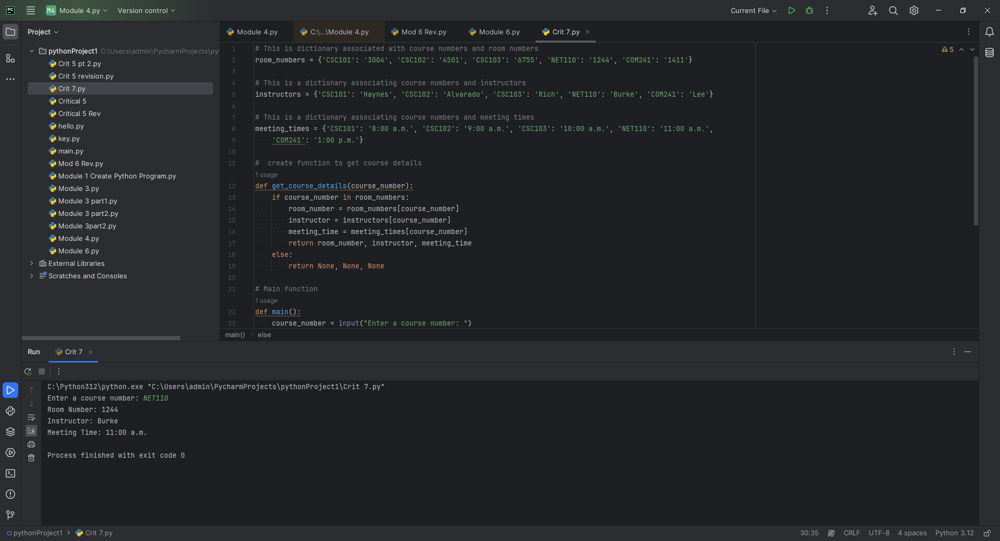 PC M4 Module 4.py Version control Current File
Project
pythonProject1 C:\Users\admin\PycharmProjects\pyt
Crit 5 pt 2.py
Crit 5 revision.py
Crit 7.py
Critical 5
Critical 5 Rev
hello.py
key.py
main.py
Mod 6 Rev.py
Module 1 Create Python Program.py
Module 3.py
Module 3 part1.py
Module 3 part2.py
Module 3part2.py
Module 4.py
Module 6.py
External Libraries
Scratches and Consoles
Module 4.py C:\...\Module 4.py Mod 6 Rev.py Module 6.py Crit 7.py
5
1 # This is dictionary associated with course numbers and room numbers
2 room_numbers = {'CSC101': '3004', 'CSC102': '4501', 'CSC103': '6755', 'NET110': '1244', 'COM241': '1411'}
3
4 # This is a dictionary associating course numbers and instructors
5 instructors = {'CSC101': 'Haynes', 'CSC102': 'Alvarado', 'CSC103': 'Rich', 'NET110': 'Burke', 'COM241': 'Lee'}
6
7 # This is a dictionary associating course numbers and meeting times
8 meeting_times = {'CSC101': '8:00 a.m.', 'CSC102': '9:00 a.m.', 'CSC103': '10:00 a.m.', 'NET110': '11:00 a.m.',
9     'COM241': '1:00 p.m.'}
10
11 #  create function to get course details
1 usage
12 def get_course_details(course_number):
13     if course_number in room_numbers:
14         room_number = room_numbers[course_number]
15         instructor = instructors[course_number]
16         meeting_time = meeting_times[course_number]
17         return room_number, instructor, meeting_time
18     else:
19         return None, None, None
20
21 # Main function
1 usage
22 def main():
23     course_number = input("Enter a course number: ")
main() > else
Run Crit 7
C:\Python312\python.exe "C:\Users\admin\PycharmProjects\pythonProject1\Crit 7.py"
Enter a course number: NET110
Room Number: 1244
Instructor: Burke
Meeting Time: 11:00 a.m.
Process finished with exit code 0
pythonProject1 > Crit 7.py 30:35 CRLF UTF-8 4 spaces Python 3.12